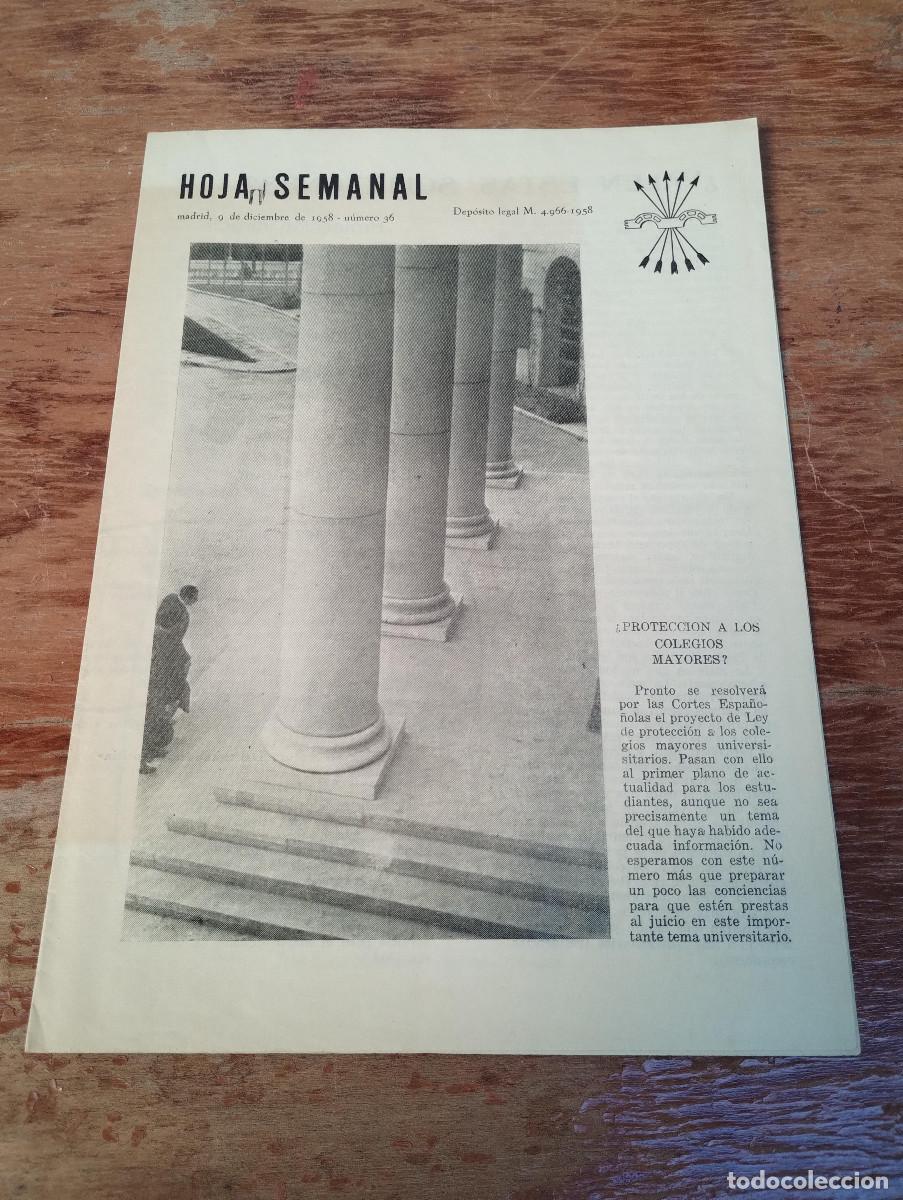 HOJA SEMANAL
madrid, 9 de diciembre de 1958 - número 36
Depósito legal M. 4.966-1958
¿PROTECCION A LOS
COLEGIOS
MAYORES?
Pronto se resolverá
por las Cortes Españo-
ñolas el proyecto de Ley
de protección a los cole-
gios mayores universi-
sitarios. Pasan con ello
al primer plano de ac-
tualidad para los estu-
diantes, aunque no sea
precisamente un tema
del que haya habido ade-
cuada información. No
esperamos con este nú-
mero más que preparar
un poco las conciencias
para que estén prestas
al juicio en este impor-
tante tema universitario.
todocoleccion